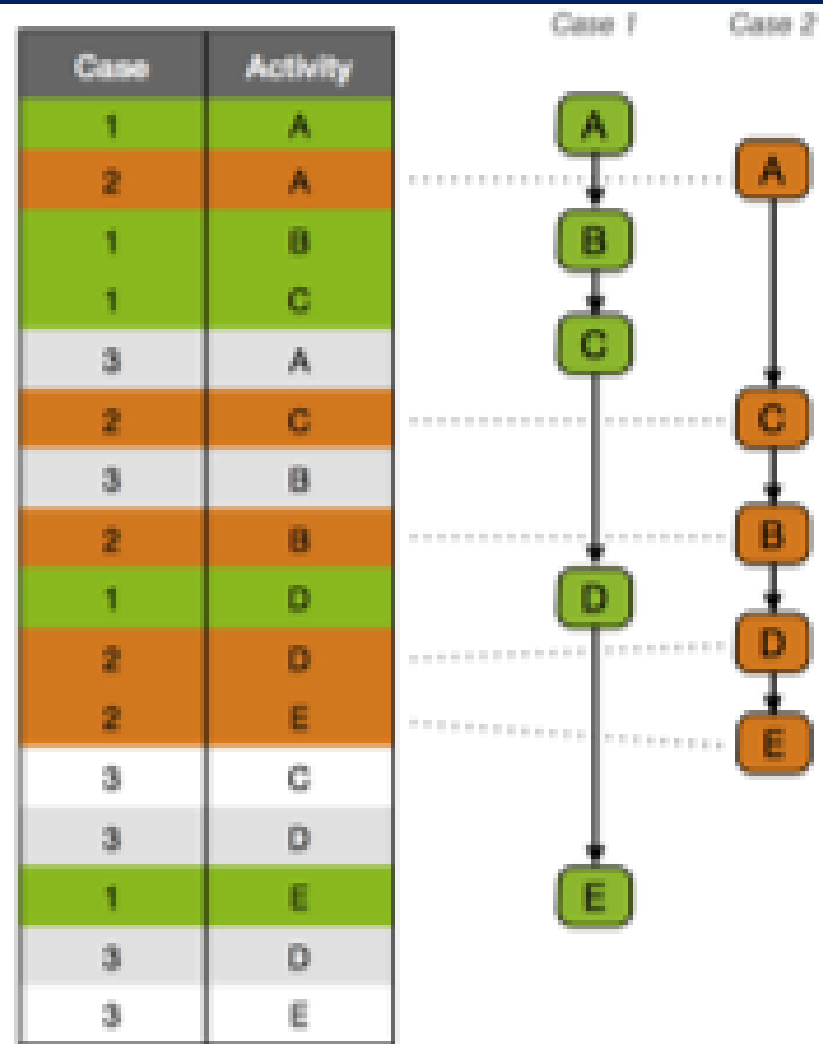 Case Activity
1 A
2 A
1 B
1 C
3 A
2 C
3 B
2 B
1 D
2 D
2 E
3 C
3 D
1 E
3 D
3 E
Case 1
A
B
C
D
E
Case 2
A
C
B
D
E